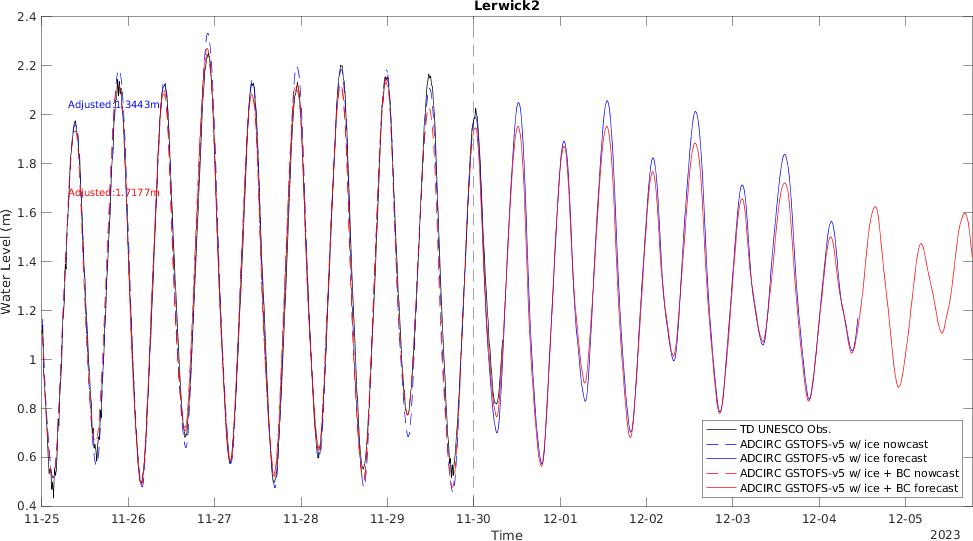 Lerwick2
2.4
2.2
2
1.8
1.6
1.4
1.2
1
0.8
0.6
0.4
Water Level (m)
Adjusted:1.3443m
Adjusted:1.7177m
TD UNESCO Obs.
ADCIRC GSTOFS-v5 w/ ice nowcast
ADCIRC GSTOFS-v5 w/ ice forecast
ADCIRC GSTOFS-v5 w/ ice + BC nowcast
ADCIRC GSTOFS-v5 w/ ice + BC forecast
11-25 11-26 11-27 11-28 11-29 11-30 12-01 12-02 12-03 12-04 12-05
Time
2023